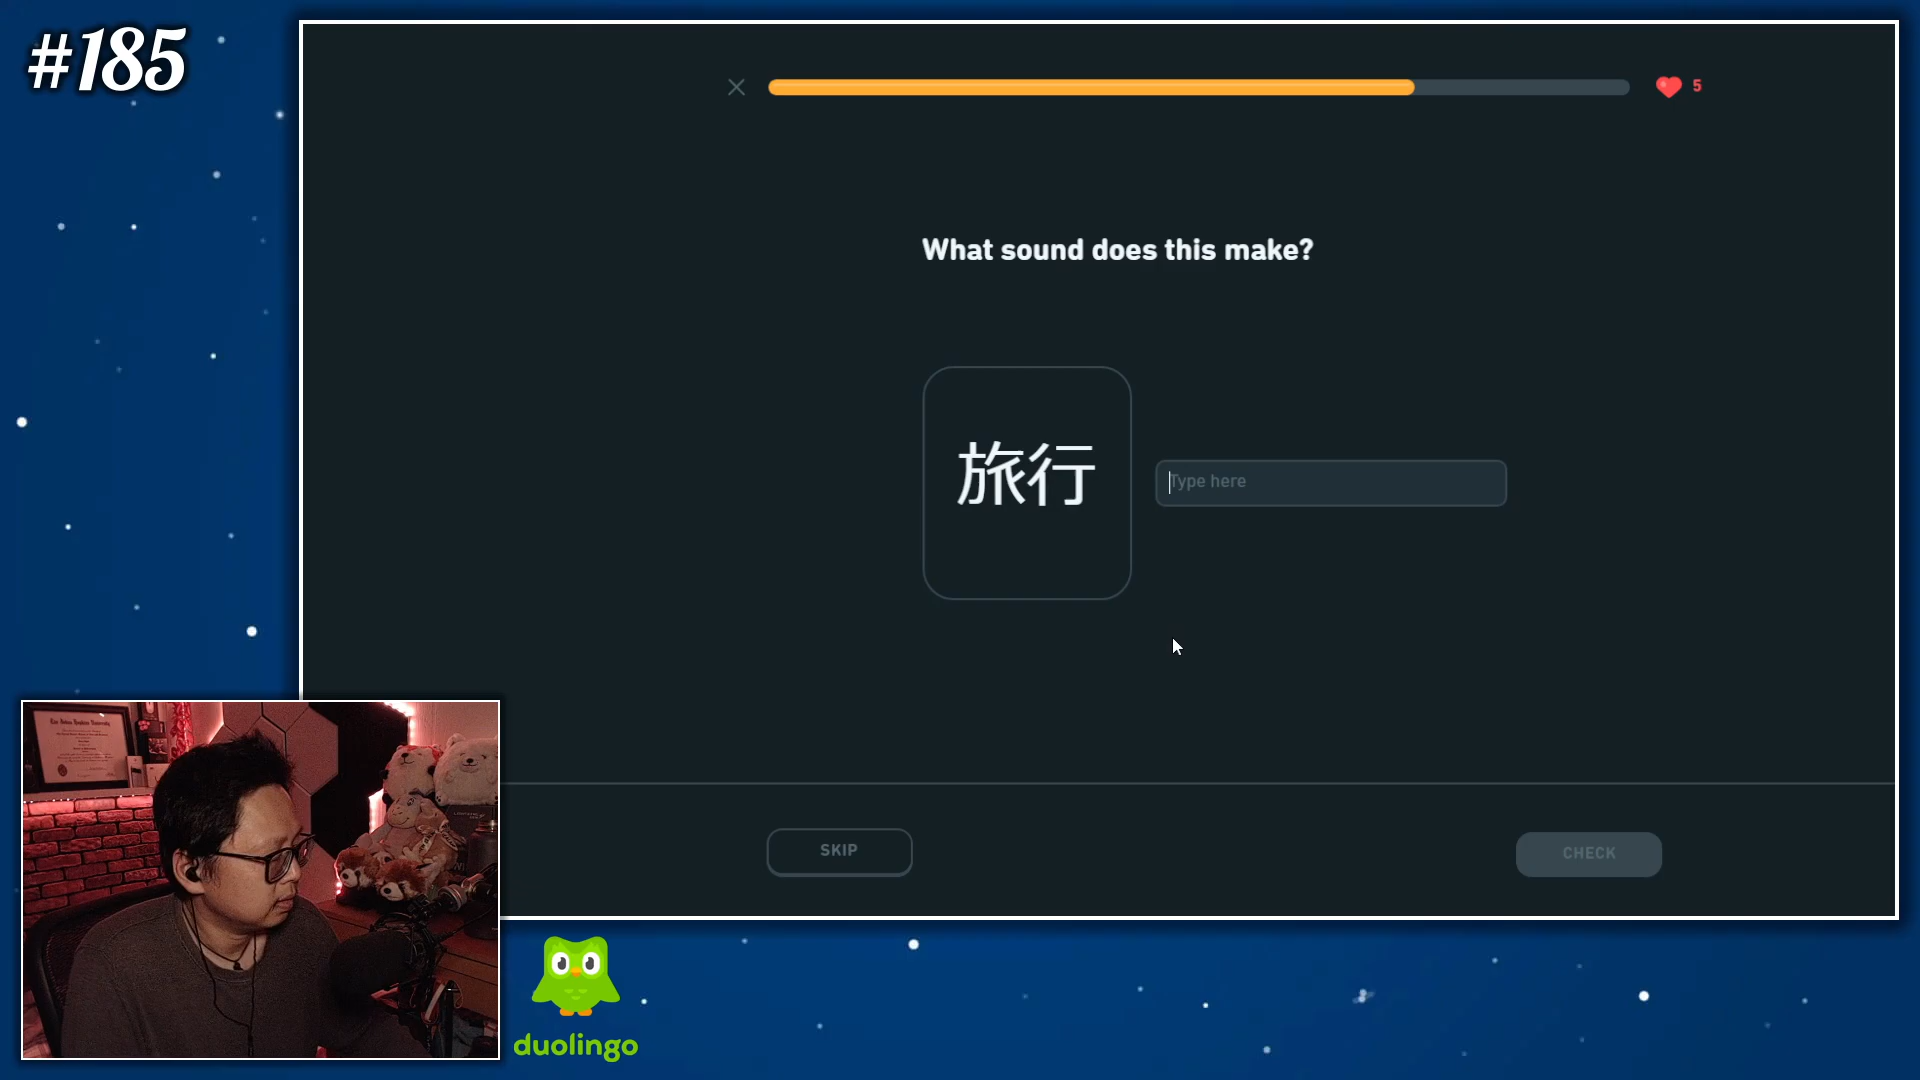 #185
5
What sound does this make?
旅行
Type here
SKIP
CHECK
duolingo